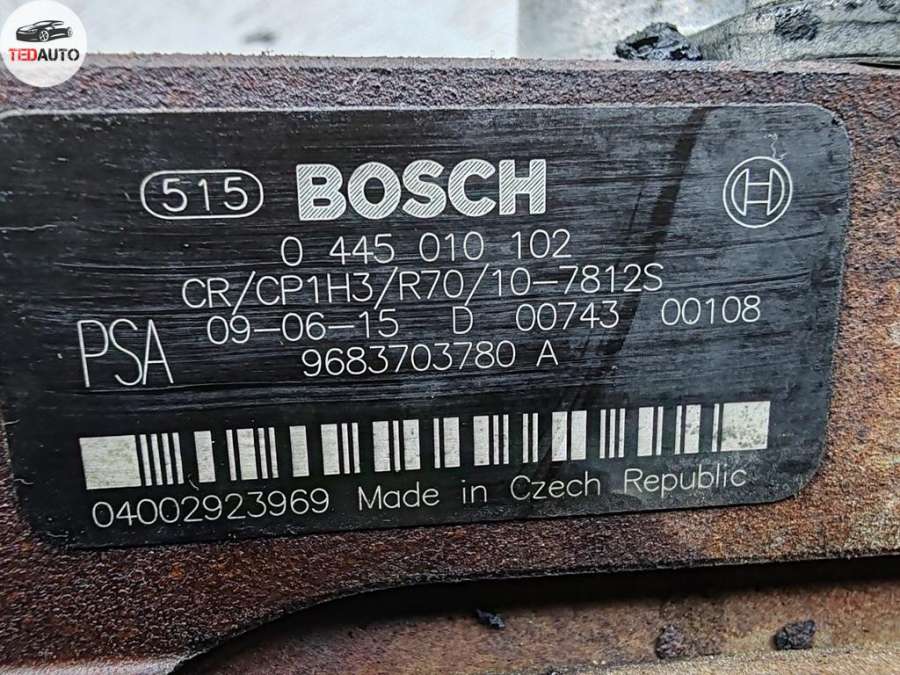 TEDAUTO
515 BOSCH H
0 445 010 102
CR/CP1H3/R70/10-7812S
PSA 09-06-15 D 00743 00108
9683703780 A
04002923969 Made in Czech Republic